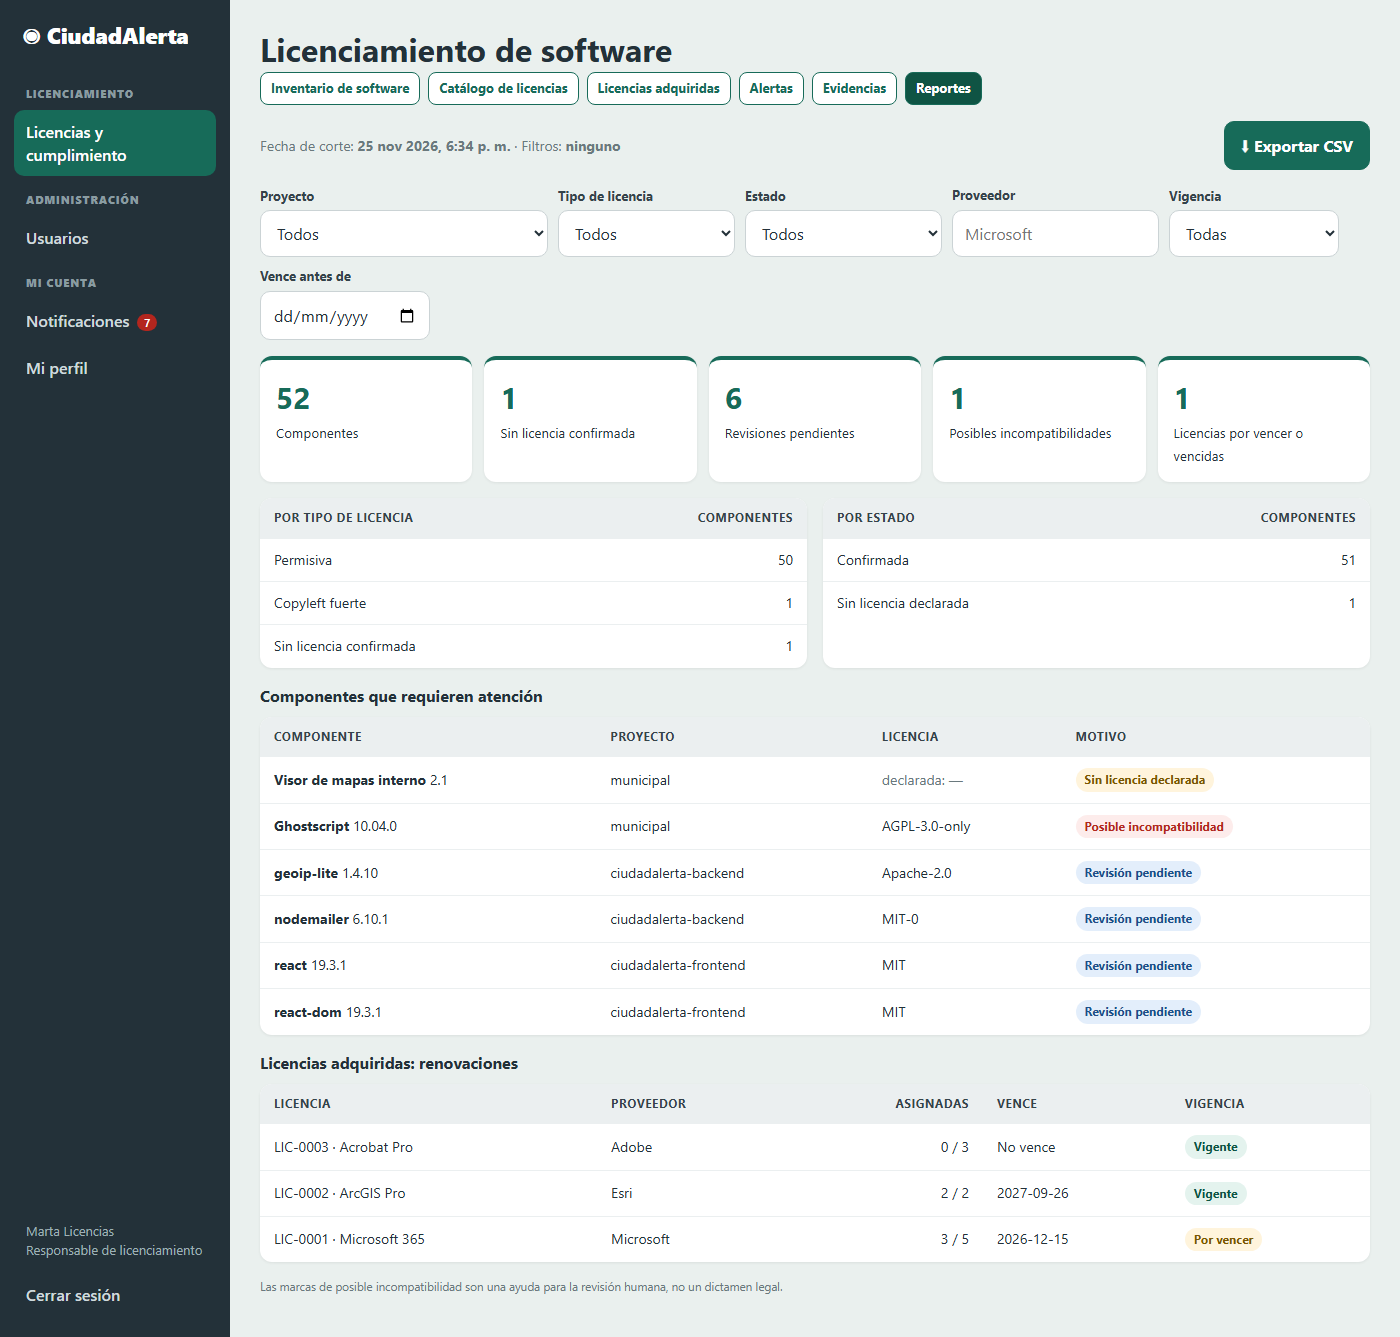 CiudadAlerta
LICENCIAMIENTO
Licencias y
cumplimiento
ADMINISTRACIÓN
Usuarios
MI CUENTA
Notificaciones 7
Mi perfil
Marta Licencias
Responsable de licenciamiento
Cerrar sesión
Licenciamiento de software
Inventario de software Catálogo de licencias Licencias adquiridas Alertas Evidencias Reportes
Fecha de corte: 25 nov 2026, 6:34 p. m. · Filtros: ninguno
⬇ Exportar CSV
Proyecto Tipo de licencia Estado Proveedor Vigencia
Todos Todos Todos Microsoft Todas
Vence antes de
dd/mm/yyyy
52 1 6 1 1
Componentes Sin licencia confirmada Revisiones pendientes Posibles incompatibilidades Licencias por vencer o
vencidas
POR TIPO DE LICENCIA COMPONENTES
Permisiva 50
Copyleft fuerte 1
Sin licencia confirmada 1
POR ESTADO COMPONENTES
Confirmada 51
Sin licencia declarada 1
Componentes que requieren atención
COMPONENTE PROYECTO LICENCIA MOTIVO
Visor de mapas interno 2.1 municipal declarada: — Sin licencia declarada
Ghostscript 10.04.0 municipal AGPL-3.0-only Posible incompatibilidad
geoip-lite 1.4.10 ciudadalerta-backend Apache-2.0 Revisión pendiente
nodemailer 6.10.1 ciudadalerta-backend MIT-0 Revisión pendiente
react 19.3.1 ciudadalerta-frontend MIT Revisión pendiente
react-dom 19.3.1 ciudadalerta-frontend MIT Revisión pendiente
Licencias adquiridas: renovaciones
LICENCIA PROVEEDOR ASIGNADAS VENCE VIGENCIA
LIC-0003 · Acrobat Pro Adobe 0 / 3 No vence Vigente
LIC-0002 · ArcGIS Pro Esri 2 / 2 2027-09-26 Vigente
LIC-0001 · Microsoft 365 Microsoft 3 / 5 2026-12-15 Por vencer
Las marcas de posible incompatibilidad son una ayuda para la revisión humana, no un dictamen legal.